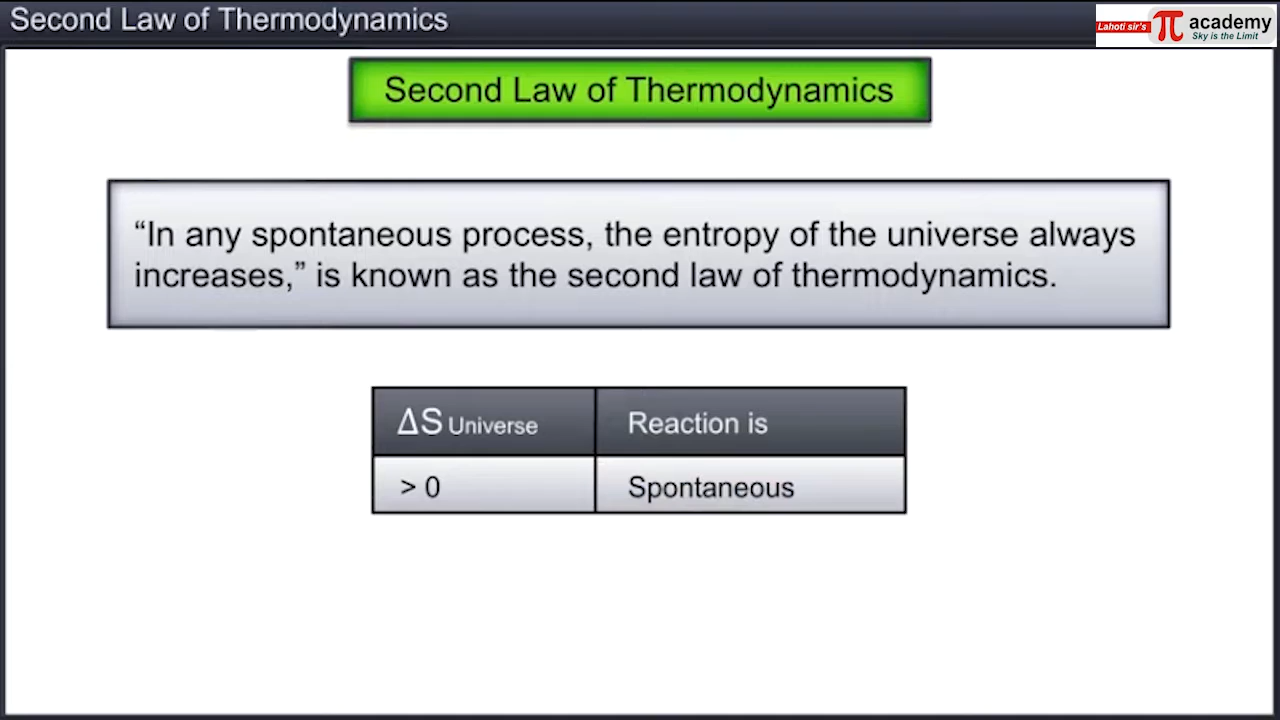 Second Law of Thermodynamics
Lahoti sir's
π academy
Sky is the Limit
Second Law of Thermodynamics
“In any spontaneous process, the entropy of the universe always
increases,” is known as the second law of thermodynamics.
ΔS Universe Reaction is
> 0 Spontaneous